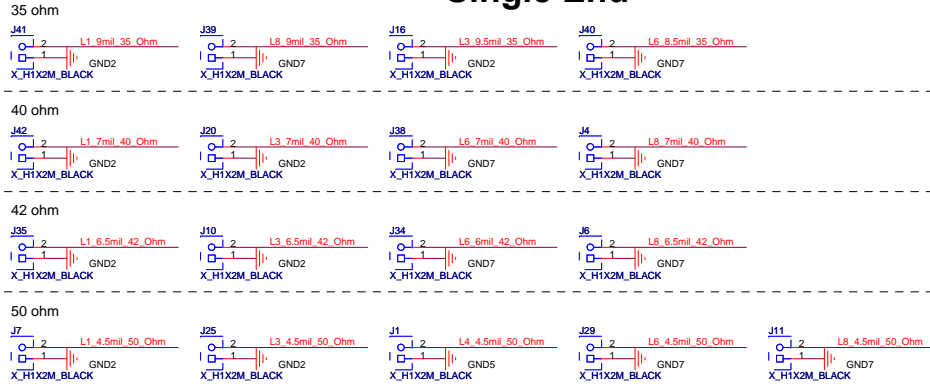 Single End
35 ohm
J41 J39 J16 J40
2 L1_9mil_35_Ohm 2 L8_9mil_35_Ohm 2 L3_9.5mil_35_Ohm 2 L6_8.5mil_35_Ohm
1 GND2 1 GND7 1 GND2 1 GND7
X_H1X2M_BLACK X_H1X2M_BLACK X_H1X2M_BLACK X_H1X2M_BLACK
40 ohm
J42 J20 J38 J4
2 L1_7mil_40_Ohm 2 L3_7mil_40_Ohm 2 L6_7mil_40_Ohm 2 L8_7mil_40_Ohm
1 GND2 1 GND2 1 GND7 1 GND7
X_H1X2M_BLACK X_H1X2M_BLACK X_H1X2M_BLACK X_H1X2M_BLACK
42 ohm
J35 J10 J34 J6
2 L1_6.5mil_42_Ohm 2 L3_6.5mil_42_Ohm 2 L6_6mil_42_Ohm 2 L8_6.5mil_42_Ohm
1 GND2 1 GND2 1 GND7 1 GND7
X_H1X2M_BLACK X_H1X2M_BLACK X_H1X2M_BLACK X_H1X2M_BLACK
50 ohm
J7 J25 J1 J29 J11
2 L1_4.5mil_50_Ohm 2 L3_4.5mil_50_Ohm 2 L4_4.5mil_50_Ohm 2 L6_4.5mil_50_Ohm 2 L8_4.5mil_50_Ohm
1 GND2 1 GND2 1 GND5 1 GND7 1 GND7
X_H1X2M_BLACK X_H1X2M_BLACK X_H1X2M_BLACK X_H1X2M_BLACK X_H1X2M_BLACK